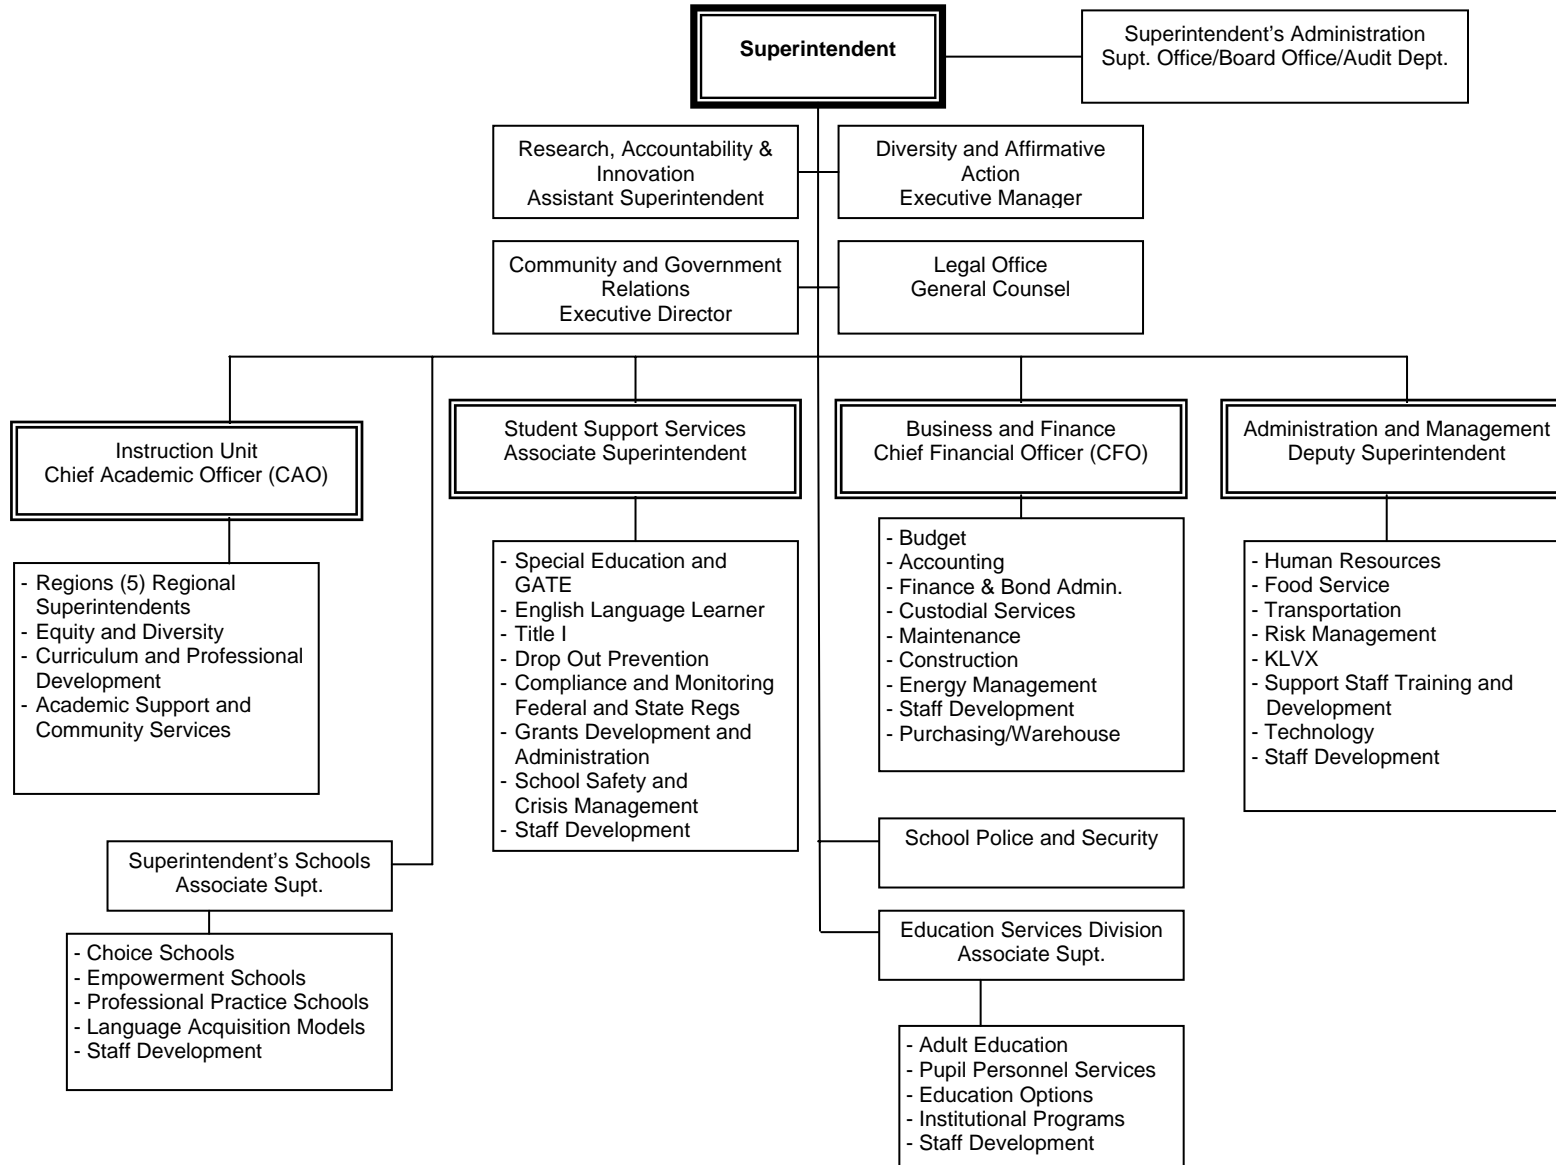 Superintendent
Superintendent’s Administration
Supt. Office/Board Office/Audit Dept.
Research, Accountability &
Innovation
Assistant Superintendent
Diversity and Affirmative
Action
Executive Manager
Community and Government
Relations
Executive Director
Legal Office
General Counsel
Instruction Unit
Chief Academic Officer (CAO)
Student Support Services
Associate Superintendent
Business and Finance
Chief Financial Officer (CFO)
Administration and Management
Deputy Superintendent
- Regions (5) Regional
Superintendents
- Equity and Diversity
- Curriculum and Professional
Development
- Academic Support and
Community Services
- Special Education and
GATE
- English Language Learner
- Title I
- Drop Out Prevention
- Compliance and Monitoring
Federal and State Regs
- Grants Development and
Administration
- School Safety and
Crisis Management
- Staff Development
- Budget
- Accounting
- Finance & Bond Admin.
- Custodial Services
- Maintenance
- Construction
- Energy Management
- Staff Development
- Purchasing/Warehouse
- Human Resources
- Food Service
- Transportation
- Risk Management
- KLVX
- Support Staff Training and
Development
- Technology
- Staff Development
Superintendent’s Schools
Associate Supt.
- Choice Schools
- Empowerment Schools
- Professional Practice Schools
- Language Acquisition Models
- Staff Development
School Police and Security
Education Services Division
Associate Supt.
- Adult Education
- Pupil Personnel Services
- Education Options
- Institutional Programs
- Staff Development